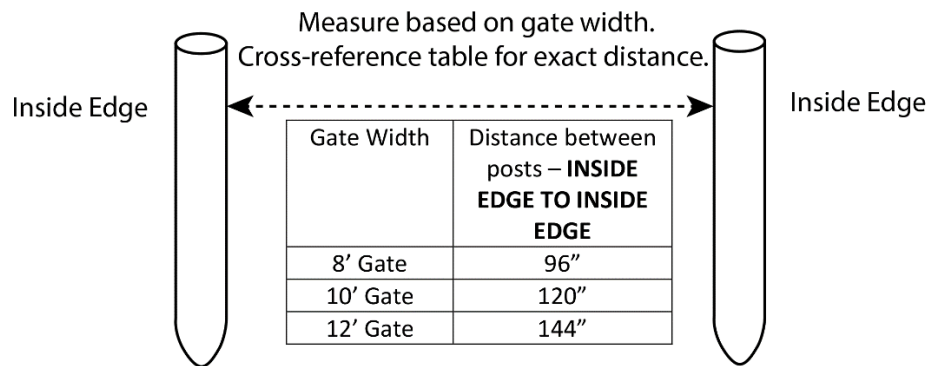 Measure based on gate width.
Cross-reference table for exact distance.
Inside Edge
Inside Edge
Gate Width
Distance between
posts – INSIDE
EDGE TO INSIDE
EDGE
8’ Gate 96”
10’ Gate 120”
12’ Gate 144”